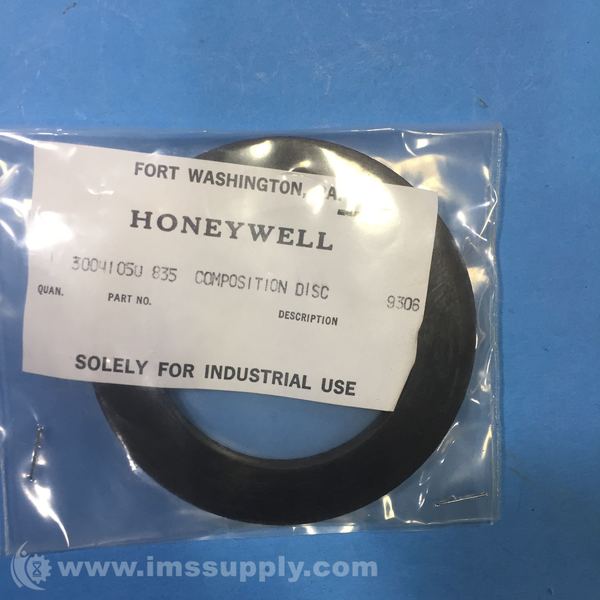 FORT WASHINGTON, PA.
HONEYWELL
1 30041050 835 COMPOSITION DISC 9306
QUAN. PART NO. DESCRIPTION
SOLELY FOR INDUSTRIAL USE
www.imssupply.com